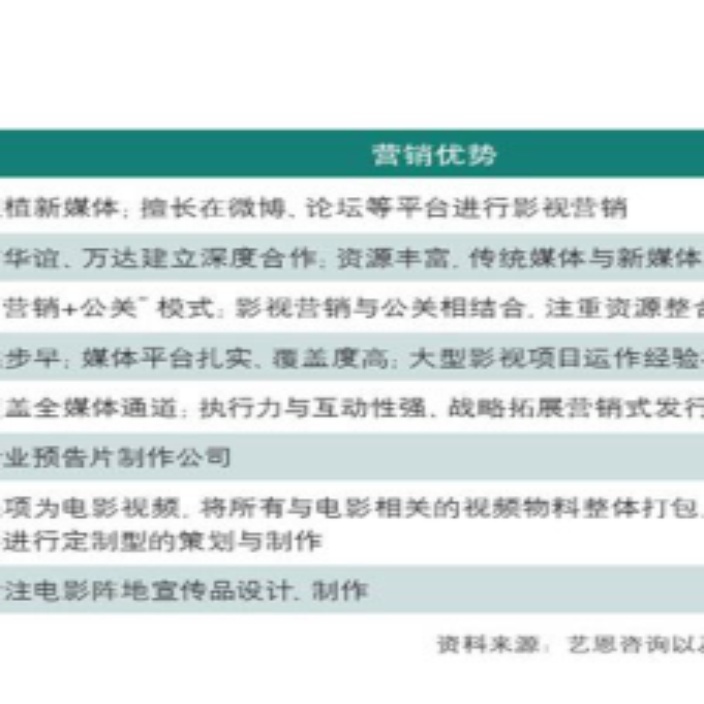 营销优势
植新媒体；擅长在微博、论坛等平台进行影视营销
华谊、万达建立深度合作；资源丰富，传统媒体与新媒体
营销+公关”模式；影视营销与公关相结合，注重资源整合
步早；媒体平台扎实、覆盖度高；大型影视项目运作经验
盖全媒体通道；执行力与互动性强、战略拓展营销式发行
业预告片制作公司
项为电影视频，将所有与电影相关的视频物料整体打包，
进行定制型的策划与制作
注电影阵地宣传品设计、制作
资料来源：艺恩咨询以及